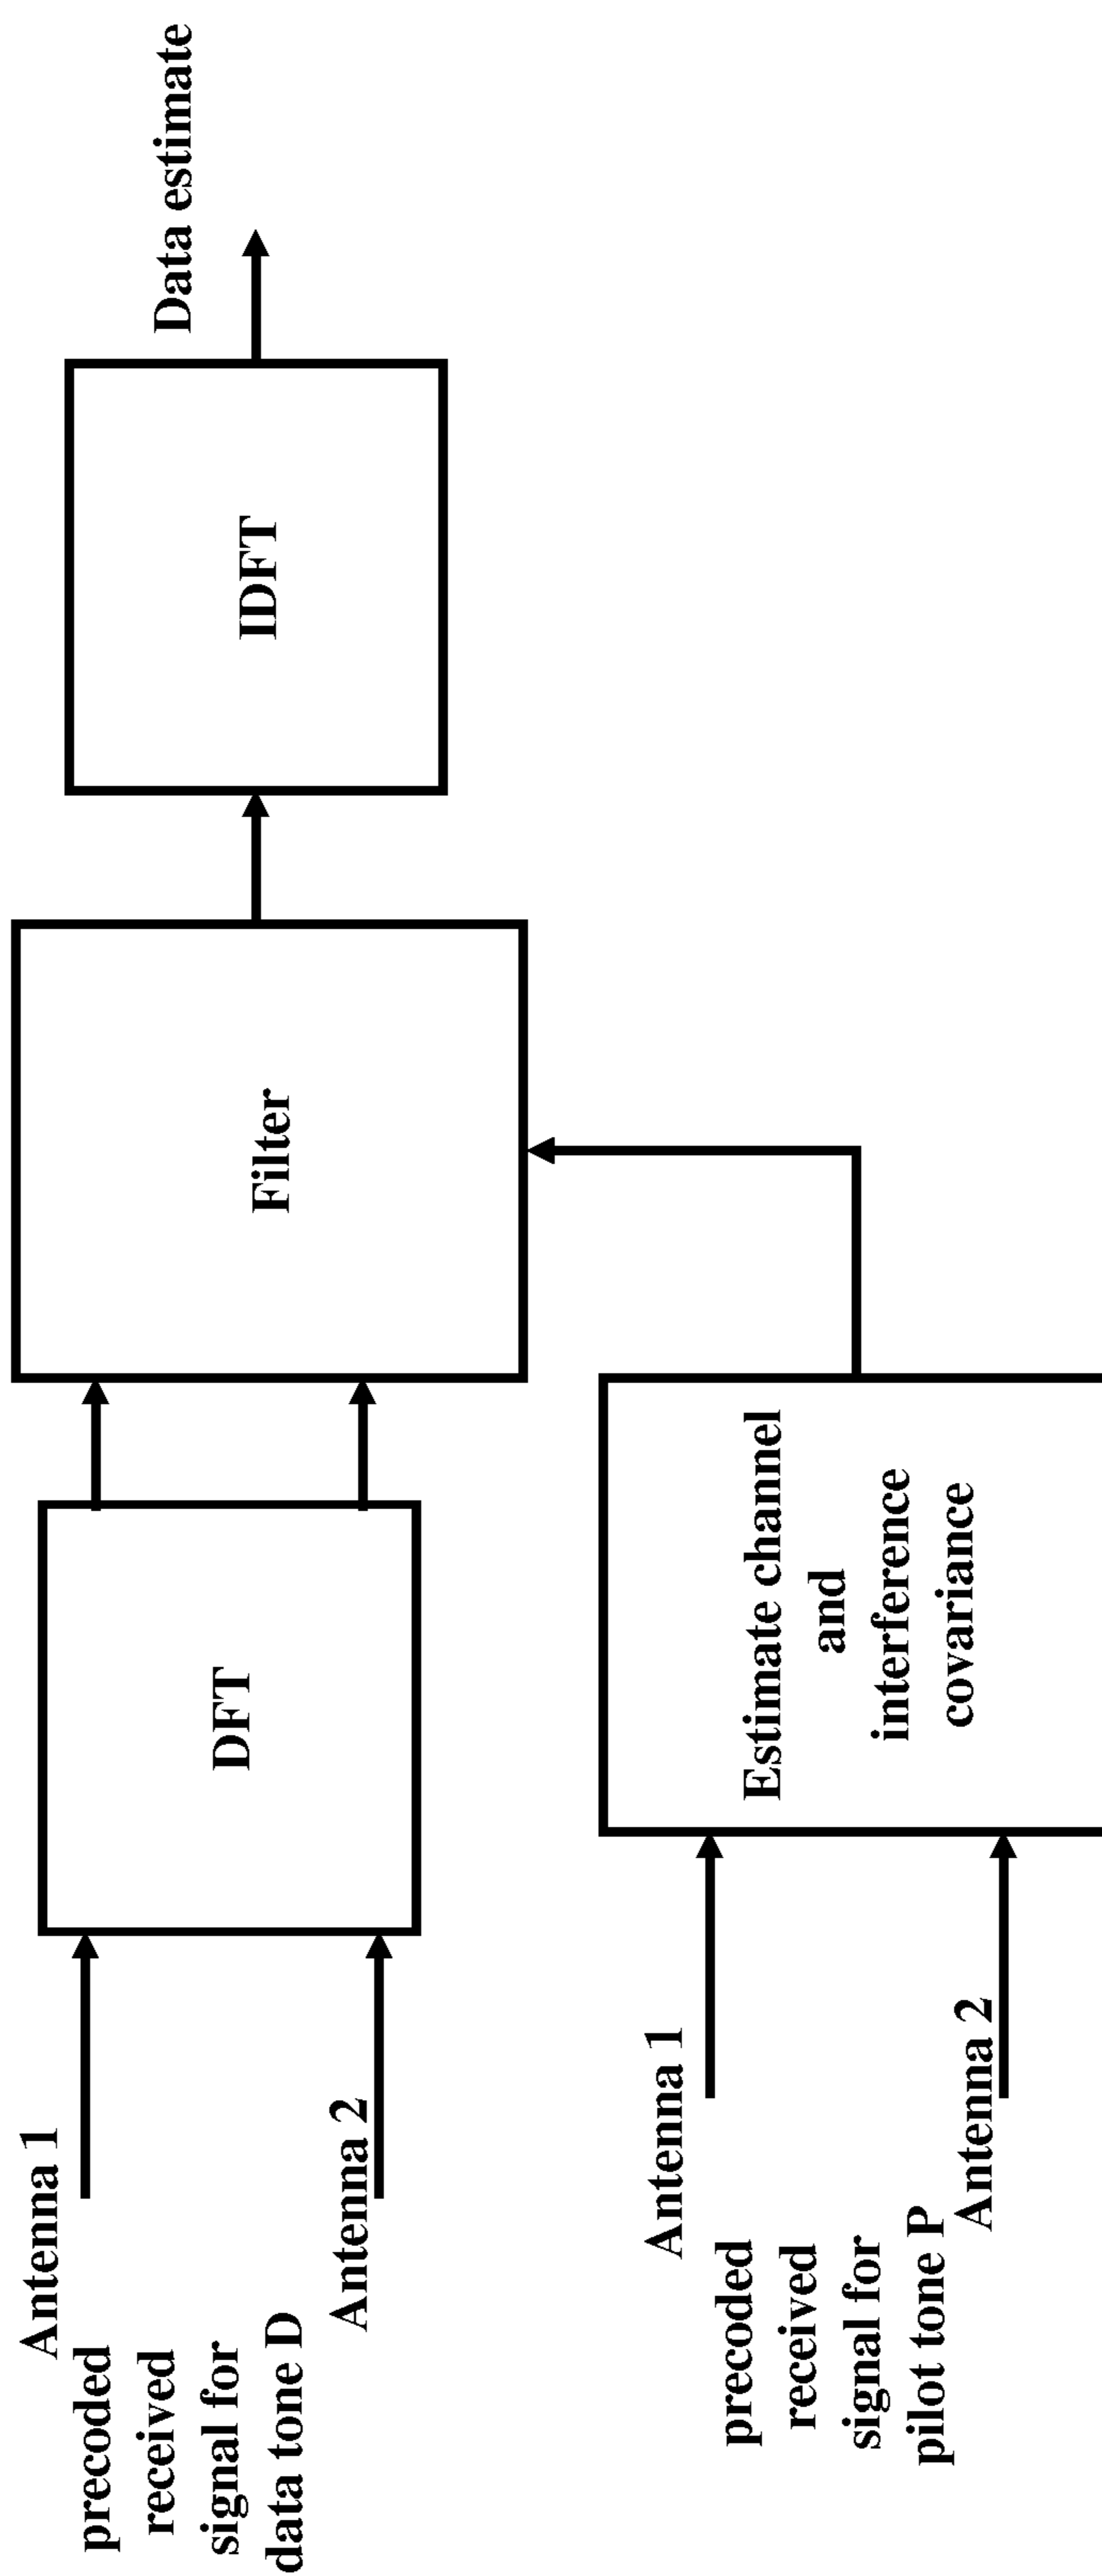 Antenna 1
precoded
received
signal for
data tone D
Antenna 2
DFT
Filter
IDFT
Data estimate
Antenna 1
precoded
received
signal for
pilot tone P
Antenna 2
Estimate channel
and
interference
covariance